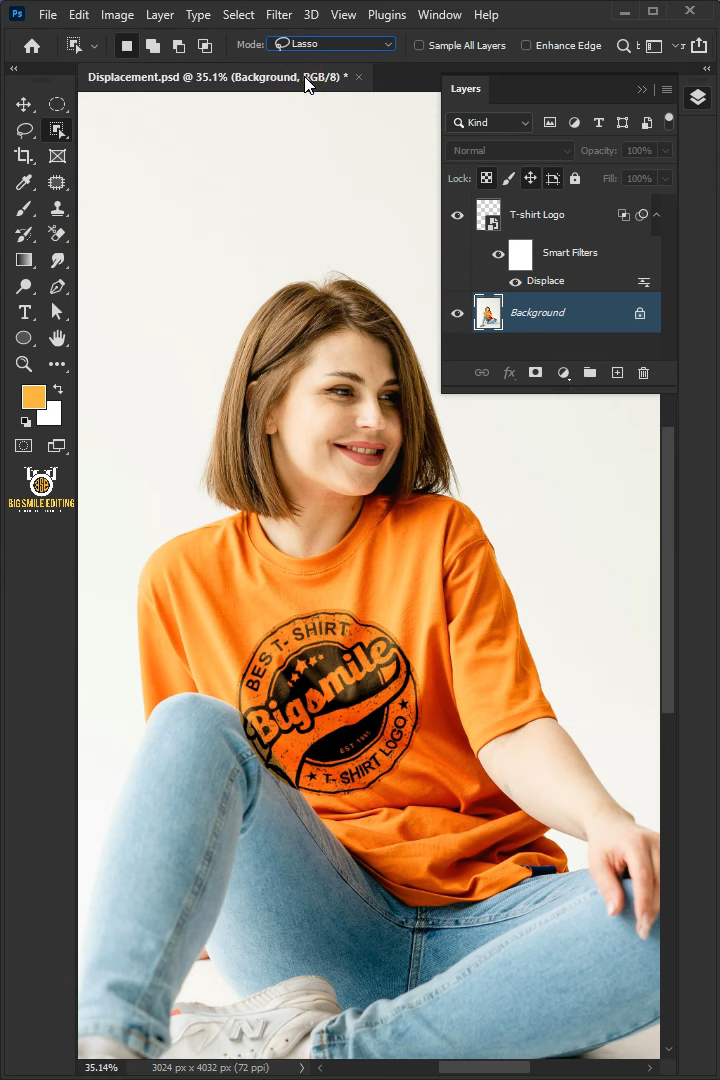 Ps File Edit Image Layer Type Select Filter 3D View Plugins Window Help
Mode: Lasso Sample All Layers Enhance Edge
Displacement.psd @ 35.1% (Background, RGB/8) *
Layers
Kind
Normal Opacity: 100%
Lock: Fill: 100%
T-shirt Logo
Smart Filters
Displace
Background
fx
BIG SMILE EDITING
BEST T- SHIRT
Bigsmile
EST 1991
T- SHIRT LOGO
N
35.14% 3024 px x 4032 px (72 ppi)